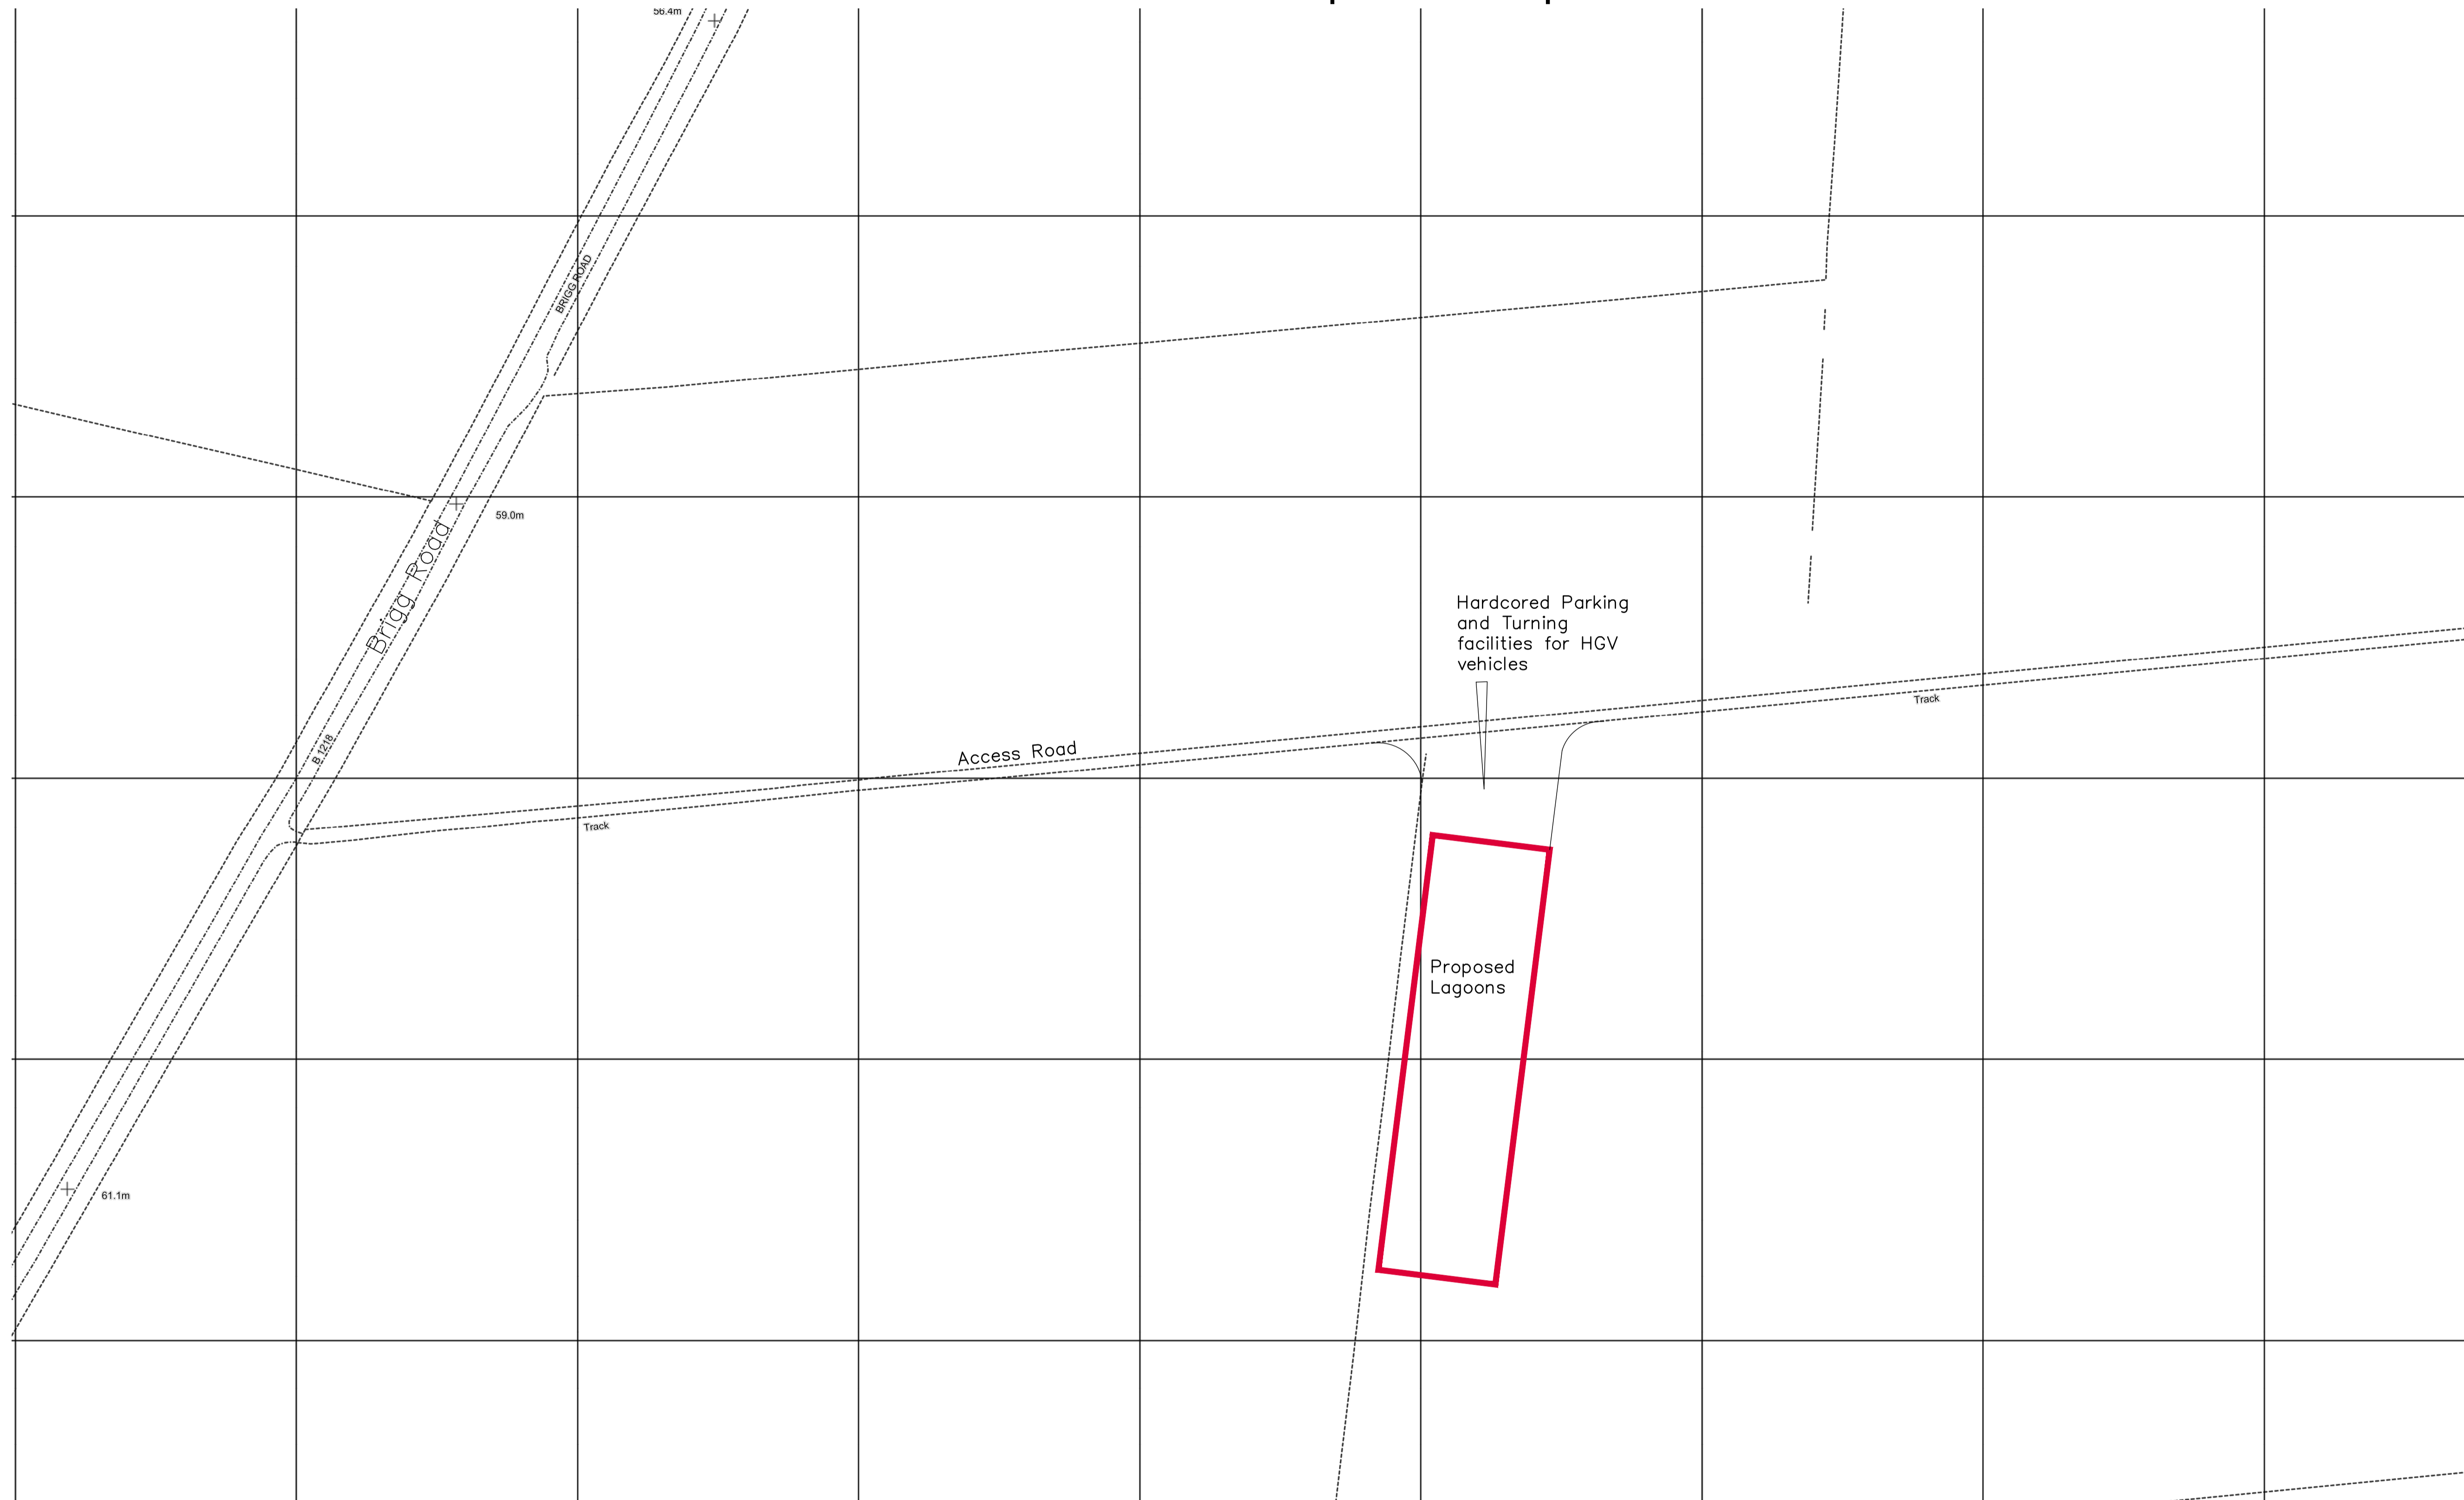 56.4m
BRIGG ROAD
59.0m
Brigg Road
Hardcored Parking
and Turning
facilities for HGV
vehicles
Track
B 1218
Access Road
Track
Proposed
Lagoons
61.1m